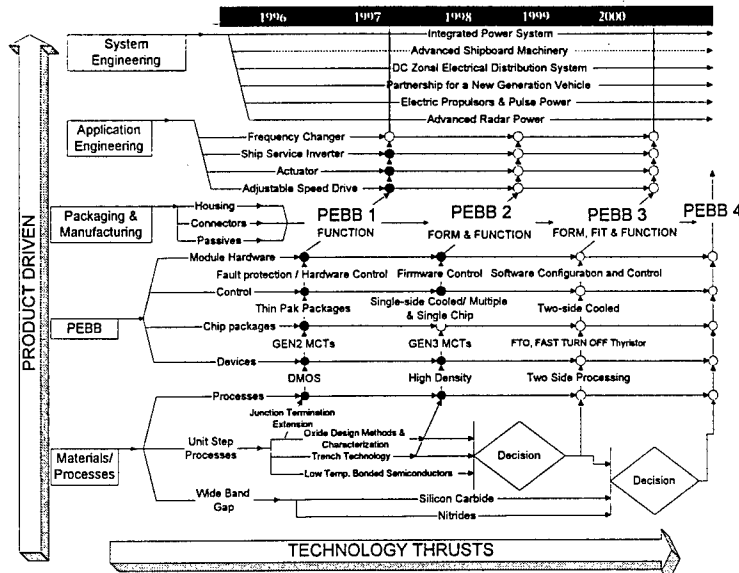 1996 1997 1998 1999 2000
System
Engineering
Integrated Power System
Advanced Shipboard Machinery
DC Zonal Electrical Distribution System
Partnership for a New Generation Vehicle
Electric Propulsors & Pulse Power
Advanced Radar Power
Application
Engineering
Frequency Changer
Ship Service Inverter
Actuator
Adjustable Speed Drive
Packaging &
Manufacturing
Housing
Connectors
Passives
PEBB 1
FUNCTION
PEBB 2
FORM & FUNCTION
PEBB 3
FORM, FIT & FUNCTION
PEBB 4
PEBB
Module Hardware
Fault protection / Hardware Control
Firmware Control
Software Configuration and Control
Control
Thin Pak Packages
Single-side Cooled/ Multiple
& Single Chip
Two-side Cooled
Chip packages
GEN2 MCTs
GEN3 MCTs
FTO, FAST TURN OFF Thyristor
Devices
DMOS
High Density
Two Side Processing
Materials/
Processes
Processes
Junction Termination
Extension
Unit Step
Processes
Oxide Design Methods &
Characterization
Trench Technology
Low Temp. Bonded Semiconductors
Decision
Decision
Wide Band
Gap
Silicon Carbide
Nitrides
PRODUCT DRIVEN
TECHNOLOGY THRUSTS